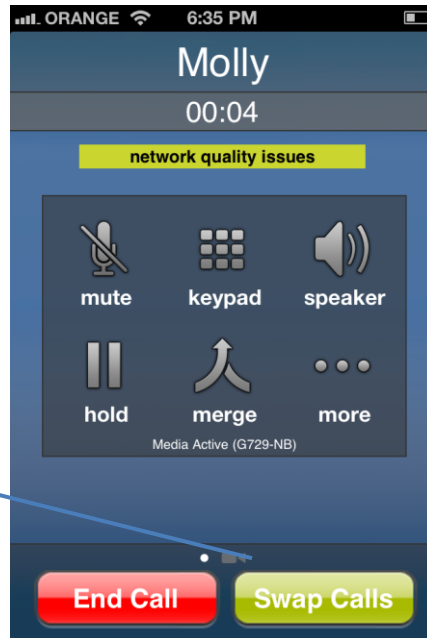 ORANGE 6:35 PM
Molly
00:04
network quality issues
mute keypad speaker
hold merge more
Media Active (G729-NB)
End Call Swap Calls